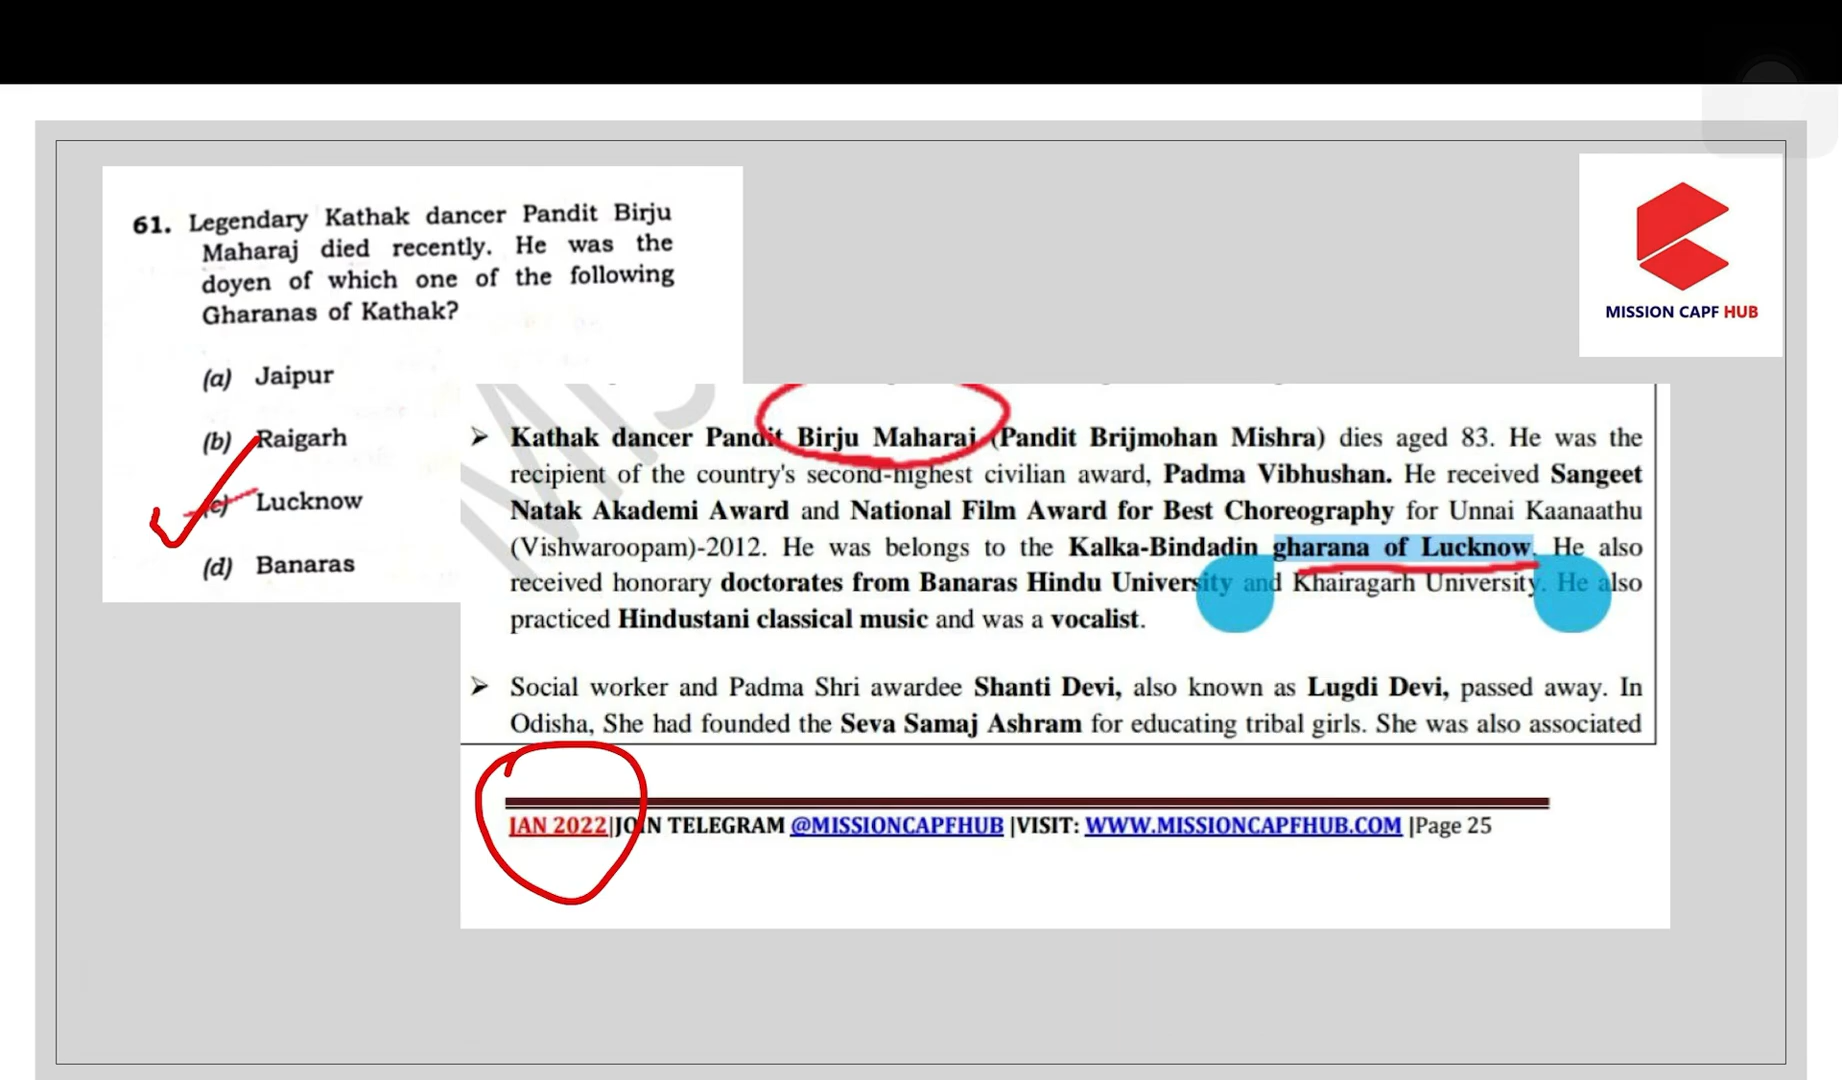 61. Legendary Kathak dancer Pandit Birju
Maharaj died recently. He was the
doyen of which one of the following
Gharanas of Kathak?
(a) Jaipur
(b) Raigarh
(c) Lucknow
(d) Banaras
MISSION CAPF HUB
➢ Kathak dancer Pandit Birju Maharaj (Pandit Brijmohan Mishra) dies aged 83. He was the
recipient of the country's second-highest civilian award, Padma Vibhushan. He received Sangeet
Natak Akademi Award and National Film Award for Best Choreography for Unnai Kaanaathu
(Vishwaroopam)-2012. He was belongs to the Kalka-Bindadin gharana of Lucknow. He also
received honorary doctorates from Banaras Hindu University and Khairagarh University. He also
practiced Hindustani classical music and was a vocalist.
➢ Social worker and Padma Shri awardee Shanti Devi, also known as Lugdi Devi, passed away. In
Odisha, She had founded the Seva Samaj Ashram for educating tribal girls. She was also associated
JAN 2022|JOIN TELEGRAM @MISSIONCAPFHUB |VISIT: WWW.MISSIONCAPFHUB.COM |Page 25